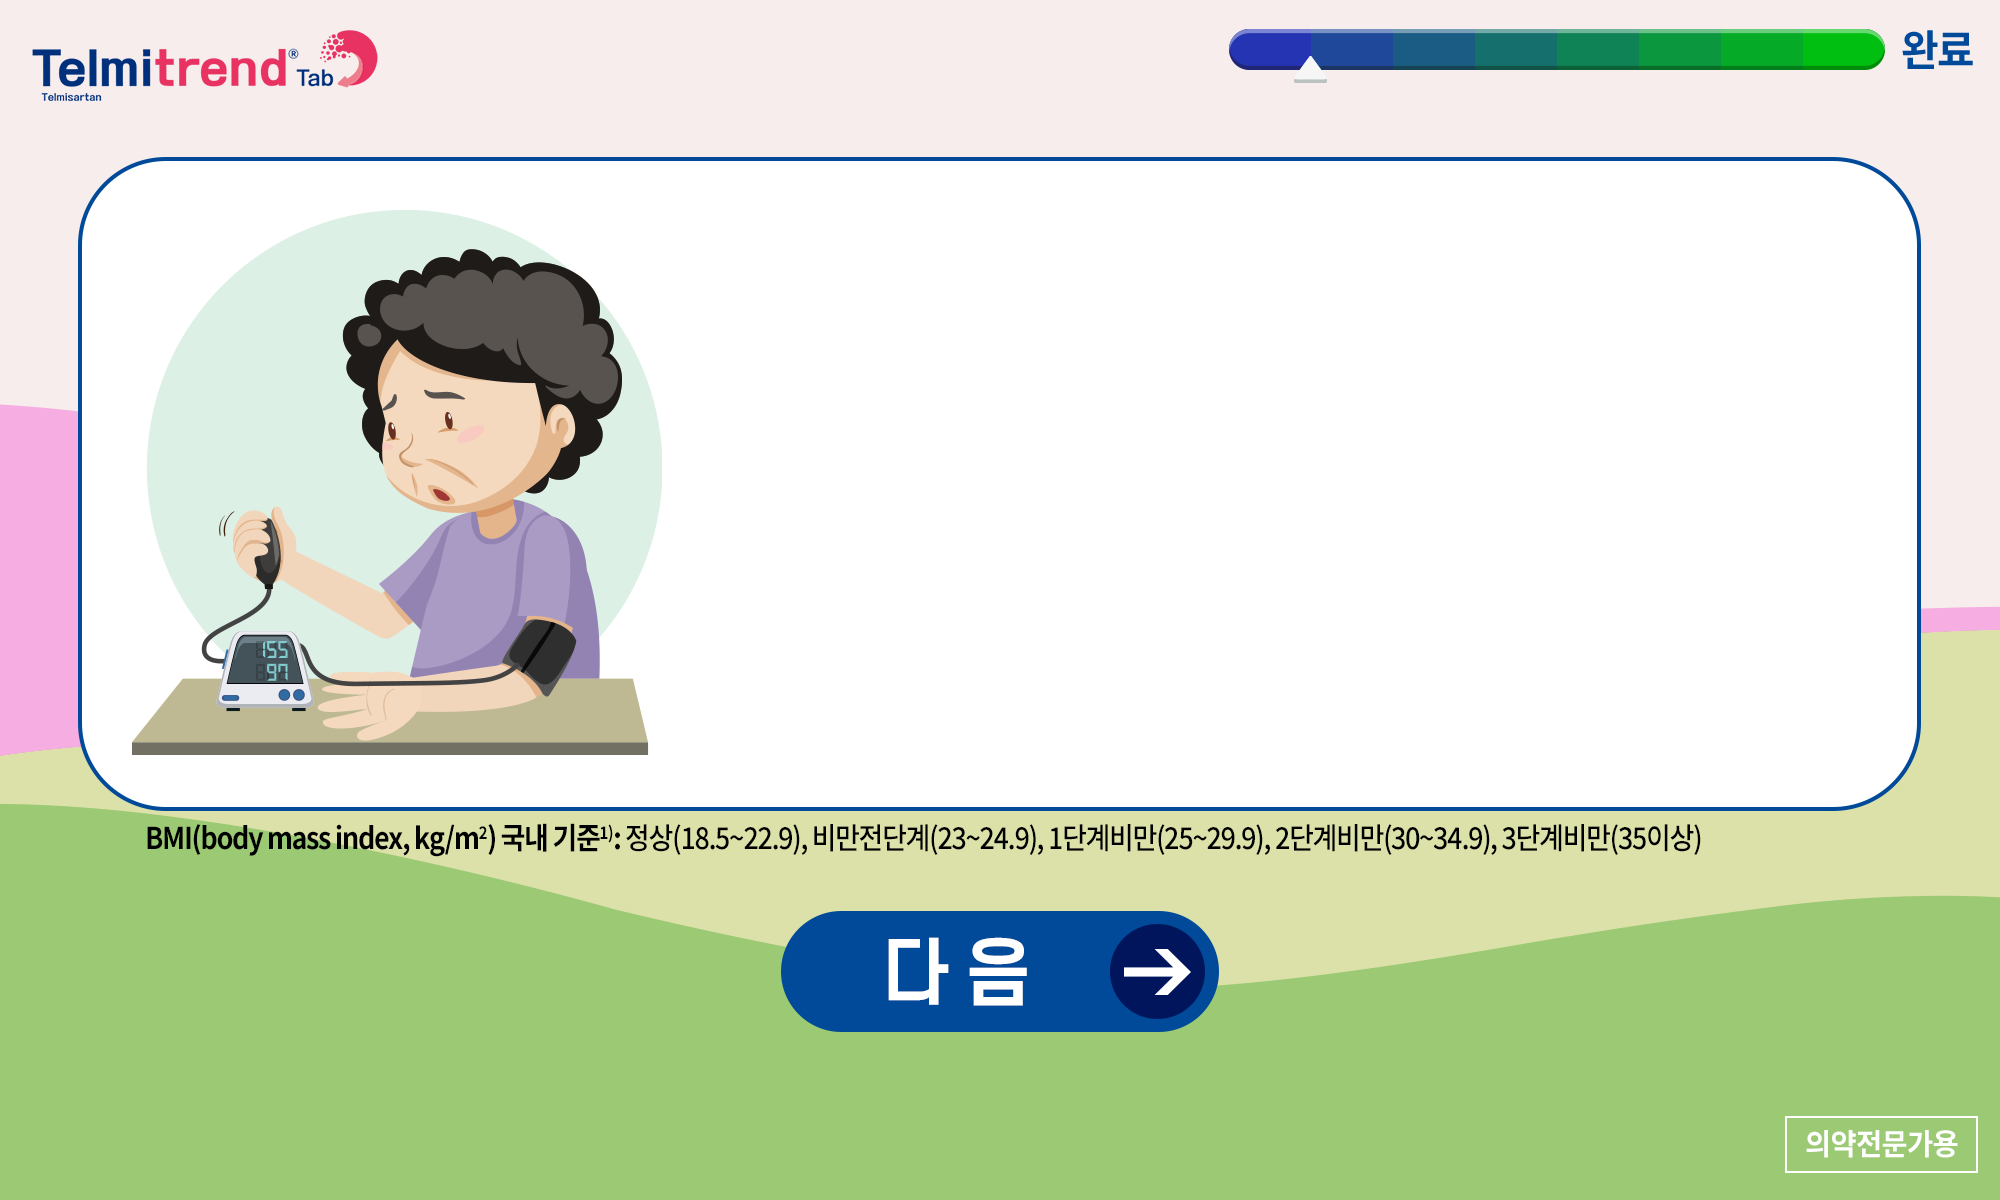 Telmitrend® Tab
Telmisartan
완료
155
97
BMI(body mass index, kg/m²) 국내 기준¹⁾: 정상(18.5~22.9), 비만전단계(23~24.9), 1단계비만(25~29.9), 2단계비만(30~34.9), 3단계비만(35이상)
다음
의약전문가용